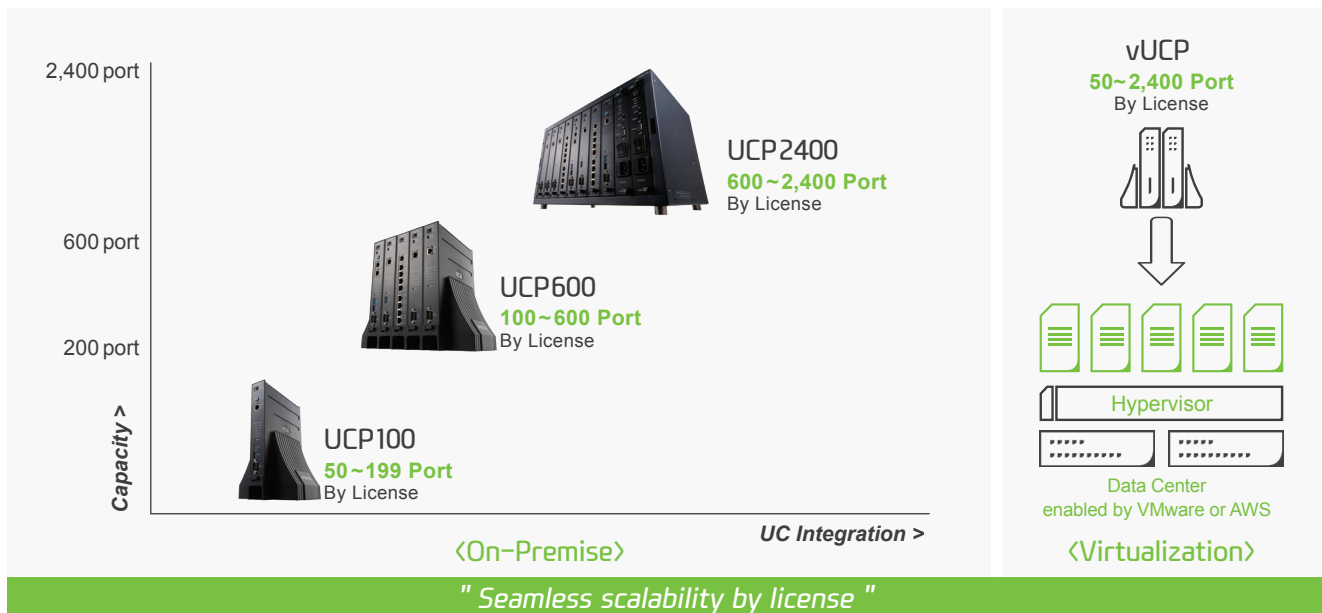 2,400 port
600 port
200 port
Capacity >
UCP2400
600~2,400 Port
By License
UCP600
100~600 Port
By License
UCP100
50~199 Port
By License
UC Integration >
<On-Premise>
vUCP
50~2,400 Port
By License
Hypervisor
Data Center
enabled by VMware or AWS
<Virtualization>
" Seamless scalability by license "